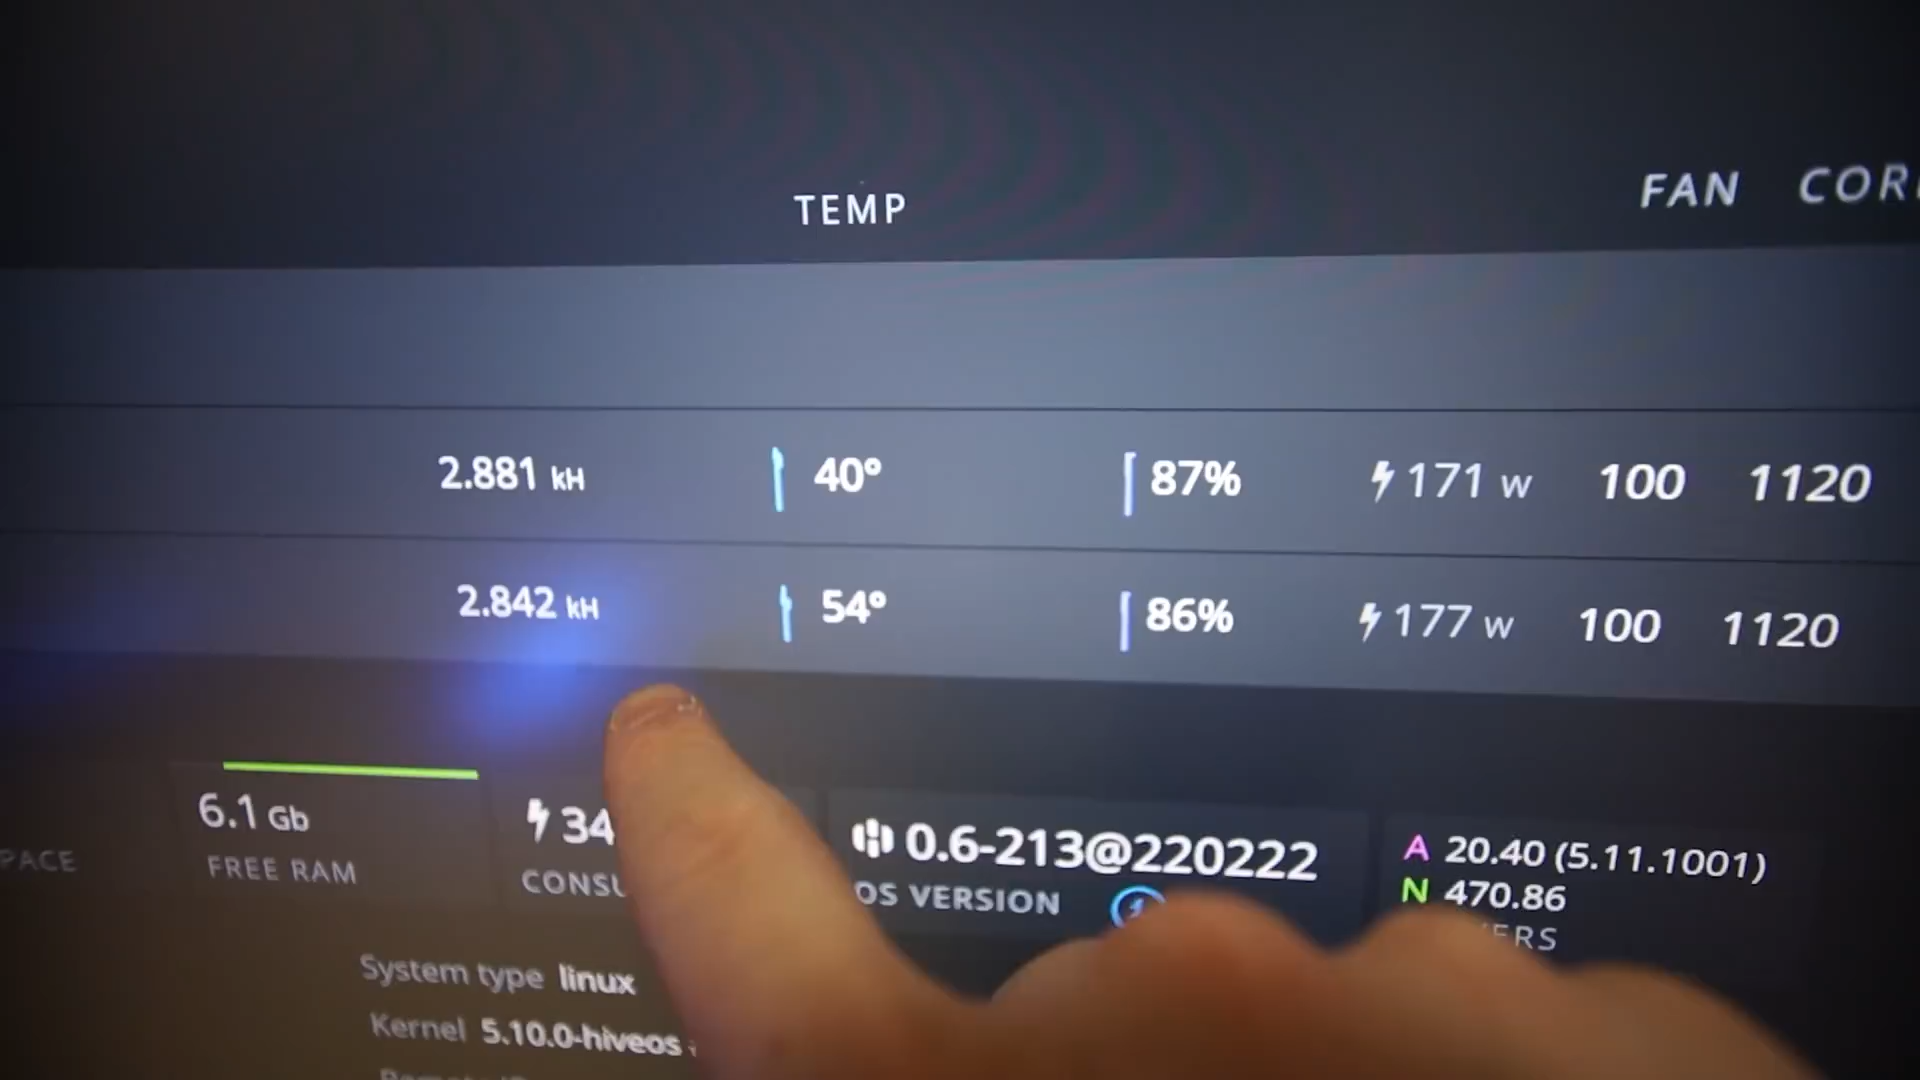 TEMP FAN
2.881 kH 40° 87% 171 w 100 1120
2.842 kH 54° 86% 177 w 100 1120
6.1 Gb
FREE RAM
0.6-213@220222
OS VERSION
A 20.40 (5.11.1001)
N 470.86
System type linux
Kernel 5.10.0-hiveos